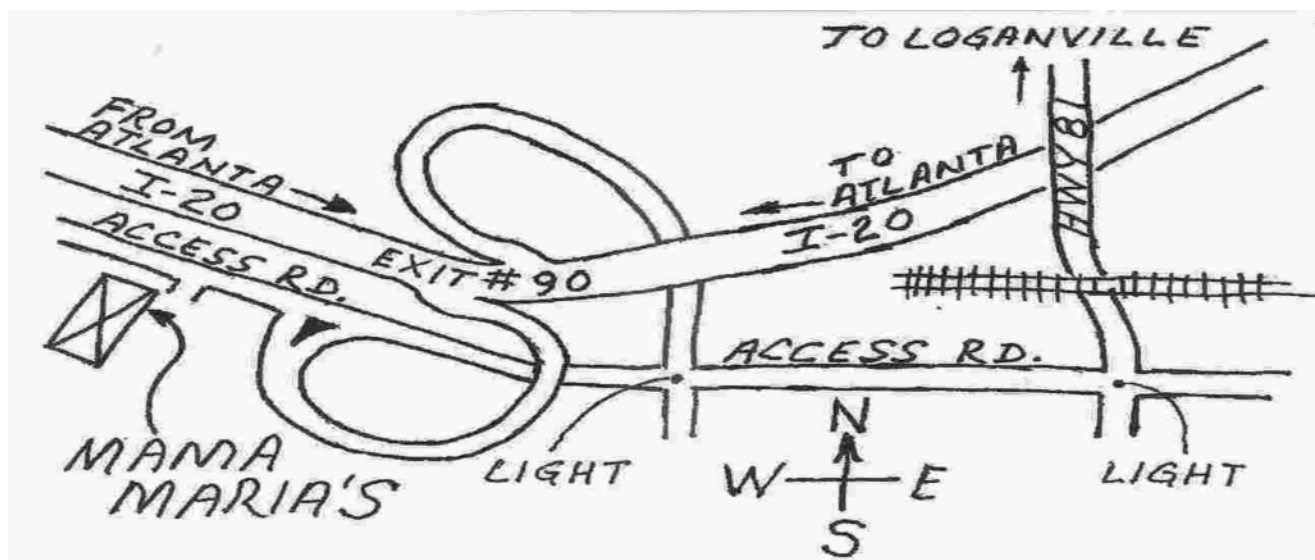 TO LOGANVILLE
FROM
ATLANTA
I-20
ACCESS RD.
EXIT # 90
TO
ATLANTA
I-20
HWY 81
ACCESS RD.
MAMA
MARIA'S
LIGHT
N
W E
S
LIGHT